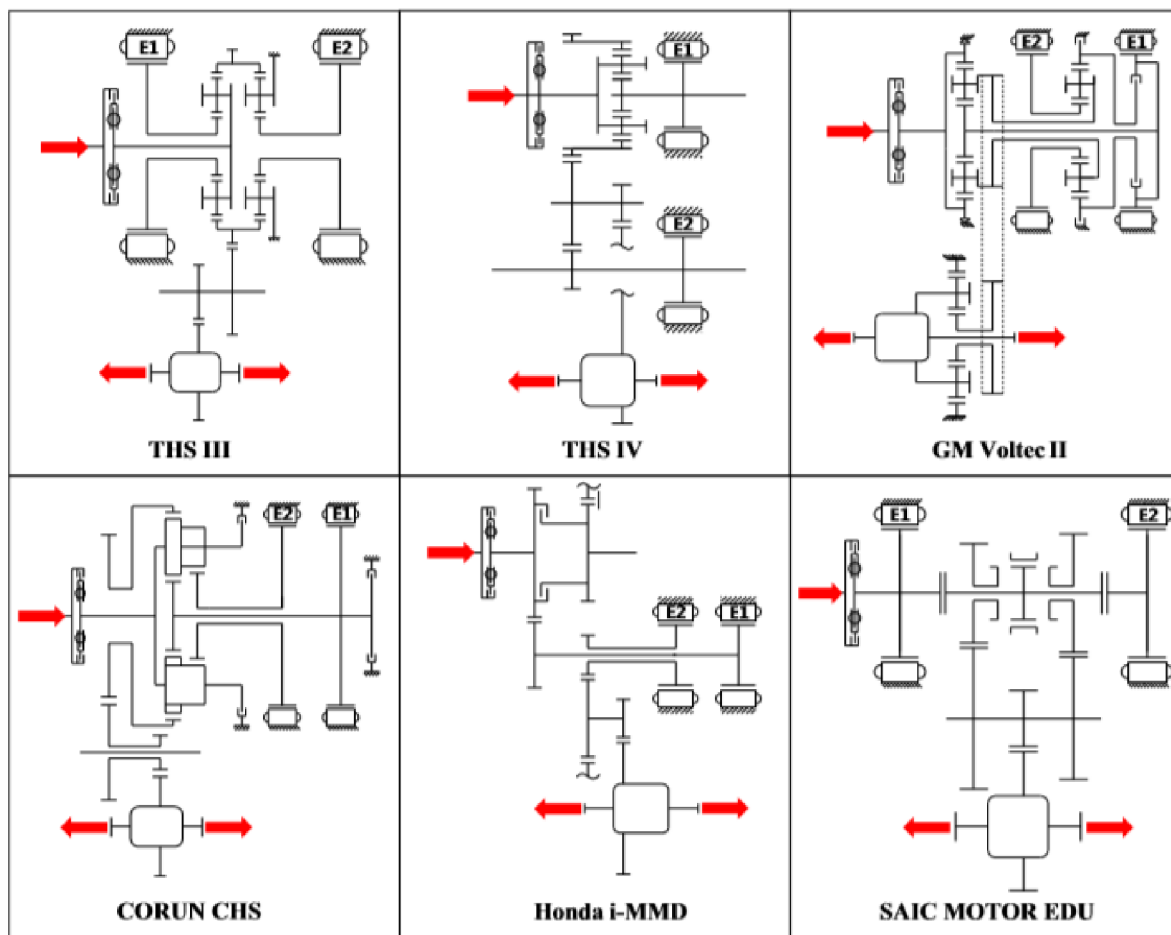 E1 E2
THS III
E1
E2
THS IV
E2 E1
GM Voltec II
E2 E1
CORUN CHS
E2 E1
Honda i-MMD
E1 E2
SAIC MOTOR EDU